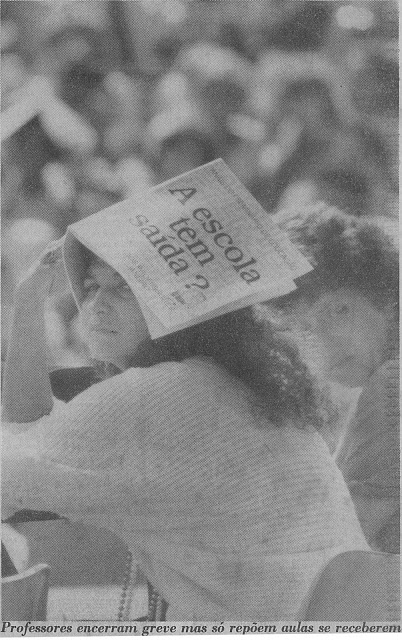 A escola
tem
saída?
Professores encerram greve mas só repõem aulas se receberem